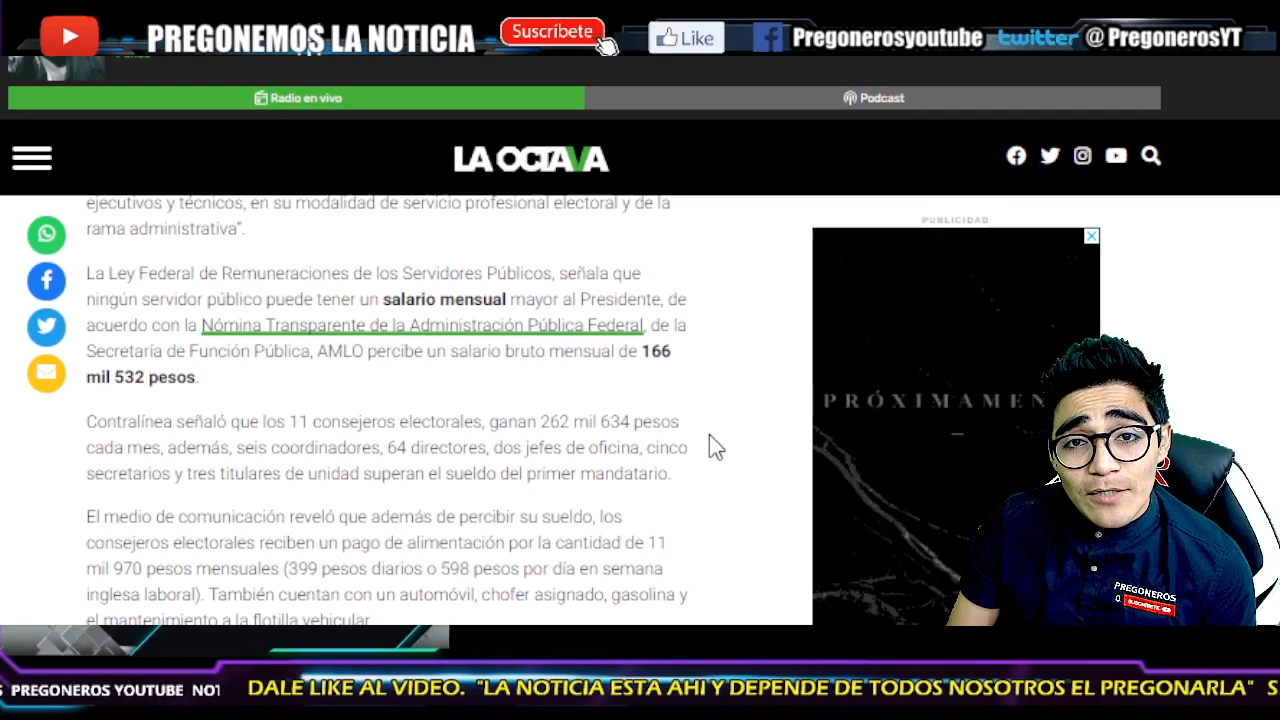 PREGONEMOS LA NOTICIA
Suscríbete
Like
Pregonerosyoutube
twitter @PregonerosYT
Radio en vivo
Podcast
LA OCTAVA
ejecutivos y técnicos, en su modalidad de servicio profesional electoral y de la
rama administrativa”.
La Ley Federal de Remuneraciones de los Servidores Públicos, señala que
ningún servidor público puede tener un salario mensual mayor al Presidente, de
acuerdo con la Nómina Transparente de la Administración Pública Federal, de la
Secretaría de Función Pública, AMLO percibe un salario bruto mensual de 166
mil 532 pesos.
Contralínea señaló que los 11 consejeros electorales, ganan 262 mil 634 pesos
cada mes, además, seis coordinadores, 64 directores, dos jefes de oficina, cinco
secretarios y tres titulares de unidad superan el sueldo del primer mandatario.
El medio de comunicación reveló que además de percibir su sueldo, los
consejeros electorales reciben un pago de alimentación por la cantidad de 11
mil 970 pesos mensuales (399 pesos diarios o 598 pesos por día en semana
inglesa laboral). También cuentan con un automóvil, chofer asignado, gasolina y
el mantenimiento a la flotilla vehicular
PUBLICIDAD
PRÓXIMAMEN
PREGONEROS
SUSCRIBETE
S PREGONEROS YOUTUBE NOT
DALE LIKE AL VIDEO. "LA NOTICIA ESTA AHI Y DEPENDE DE TODOS NOSOTROS EL PREGONARLA" S